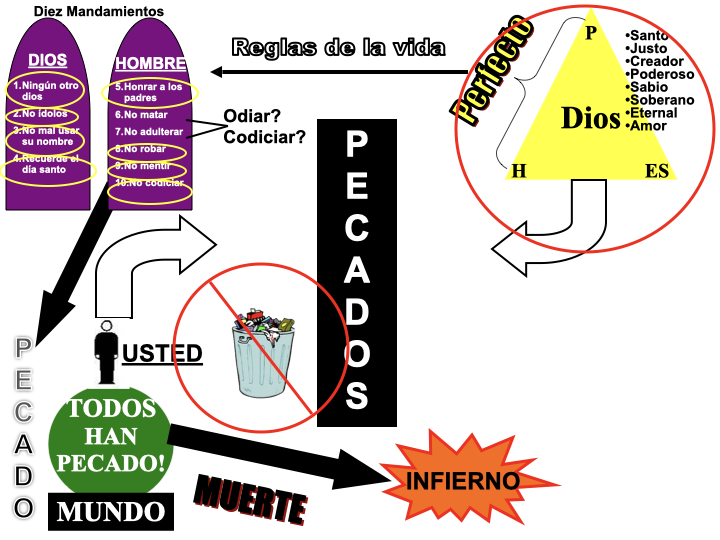 Diez Mandamientos
DIOS
1.Ningún otro
dios
2.No ídolos
3.No mal usar
su nombre
4.Recuerde el
día santo
HOMBRE
5.Honrar a los
padres
6.No matar
7.No adulterar
8.No robar
9.No mentir
10.No codiciar
Reglas de la vida
Odiar?
Codiciar?
Perfecto
P
Dios
H
ES
•Santo
•Justo
•Creador
•Poderoso
•Sabio
•Soberano
•Eternal
•Amor
PECADOS
USTED
PECADO
TODOS
HAN
PECADO!
MUNDO
MUERTE
INFIERNO